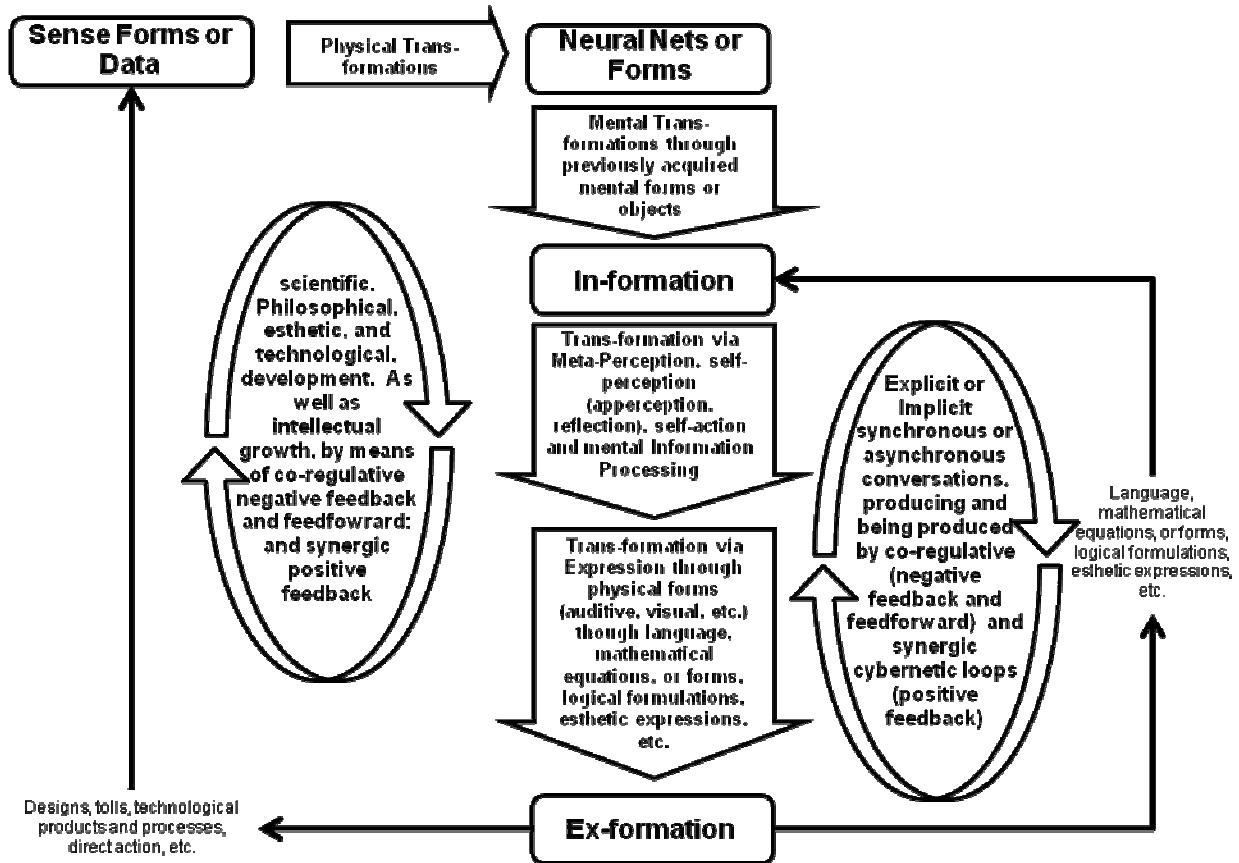 Sense Forms or
Data
Physical Trans-
formations
Neural Nets or
Forms
Mental Trans-
formations through
previously acquired
mental forms or
objects
In-formation
scientific.
Philosophical.
esthetic, and
technological.
development. As
well as
intellectual
growth, by means
of co-regulative
negative feedback
and feedfowrard:
and synergic
positive
feedback
Trans-formation via
Meta-Perception. self-
perception
(apperception.
reflection). self-action
and mental Information
Processing
Explicit or
Implicit
synchronous or
asynchronous
conversations.
producing and
being produced
by co-regulative
(negative
feedback and
feedforward) and
synergic
cybernetic loops
(positive
feedback)
Language,
mathematical
equations, or forms,
logical formulations,
esthetic expressions,
etc.
Trans-formation via
Expression through
physical forms
(auditive, visual, etc.)
though language,
mathematical
equations, or forms,
logical formulations,
esthetic expressions.
etc.
Designs, tolls, technological
products and processes,
direct action, etc.
Ex-formation